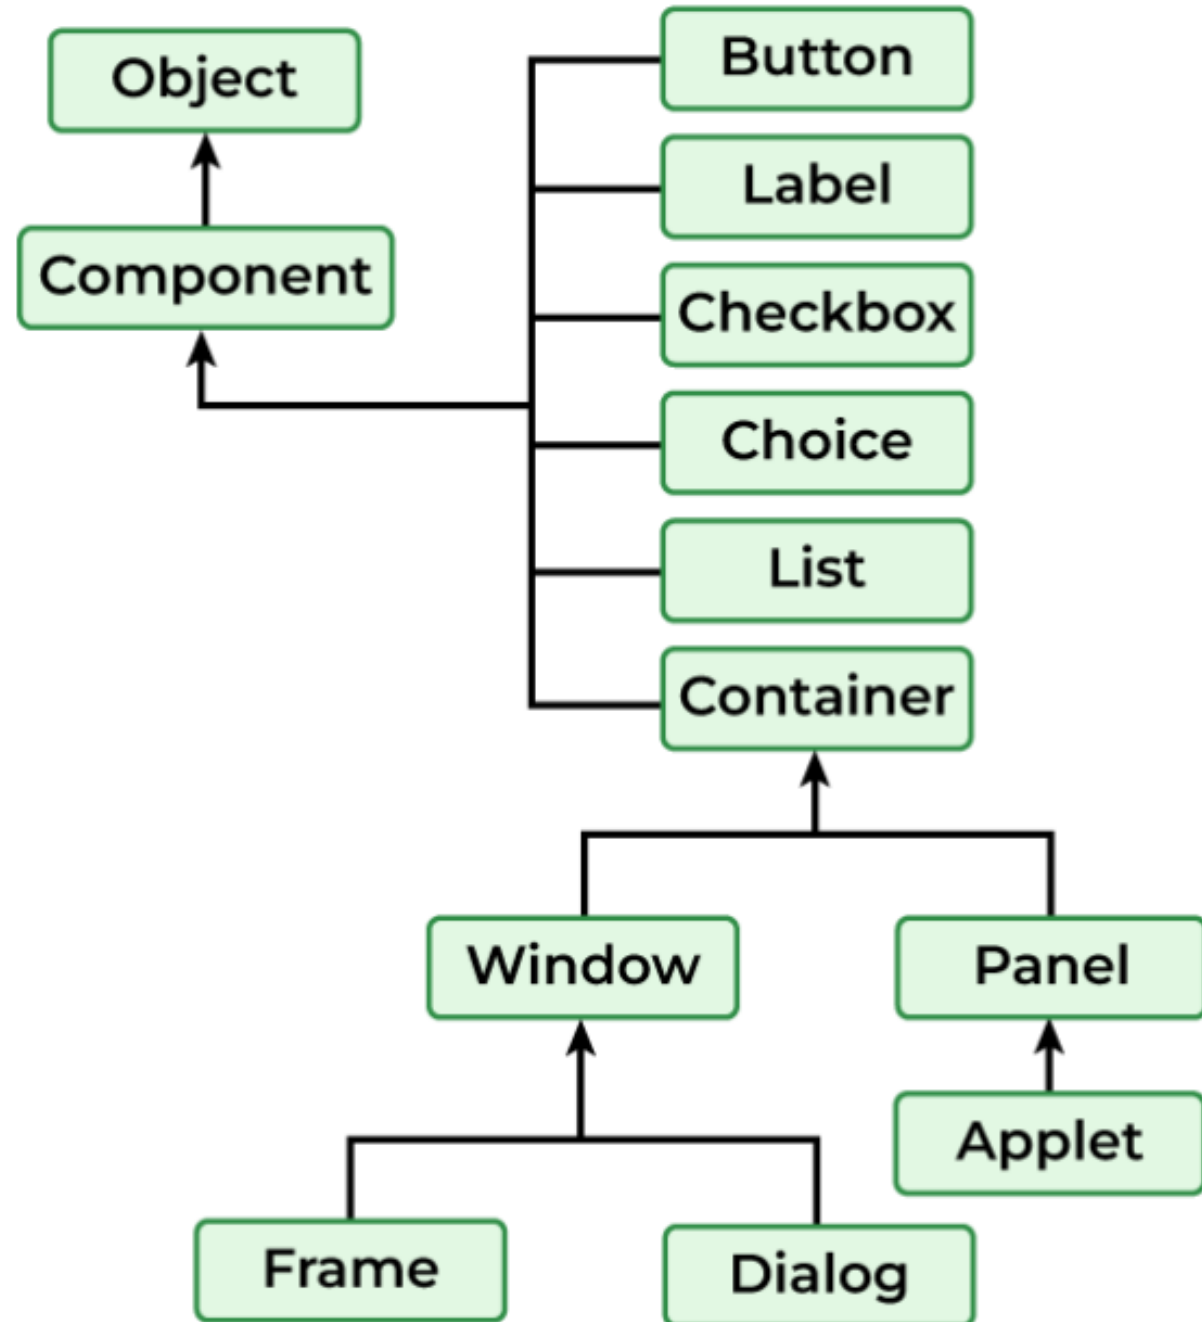 Object
Component
Button
Label
Checkbox
Choice
List
Container
Window
Panel
Applet
Frame
Dialog